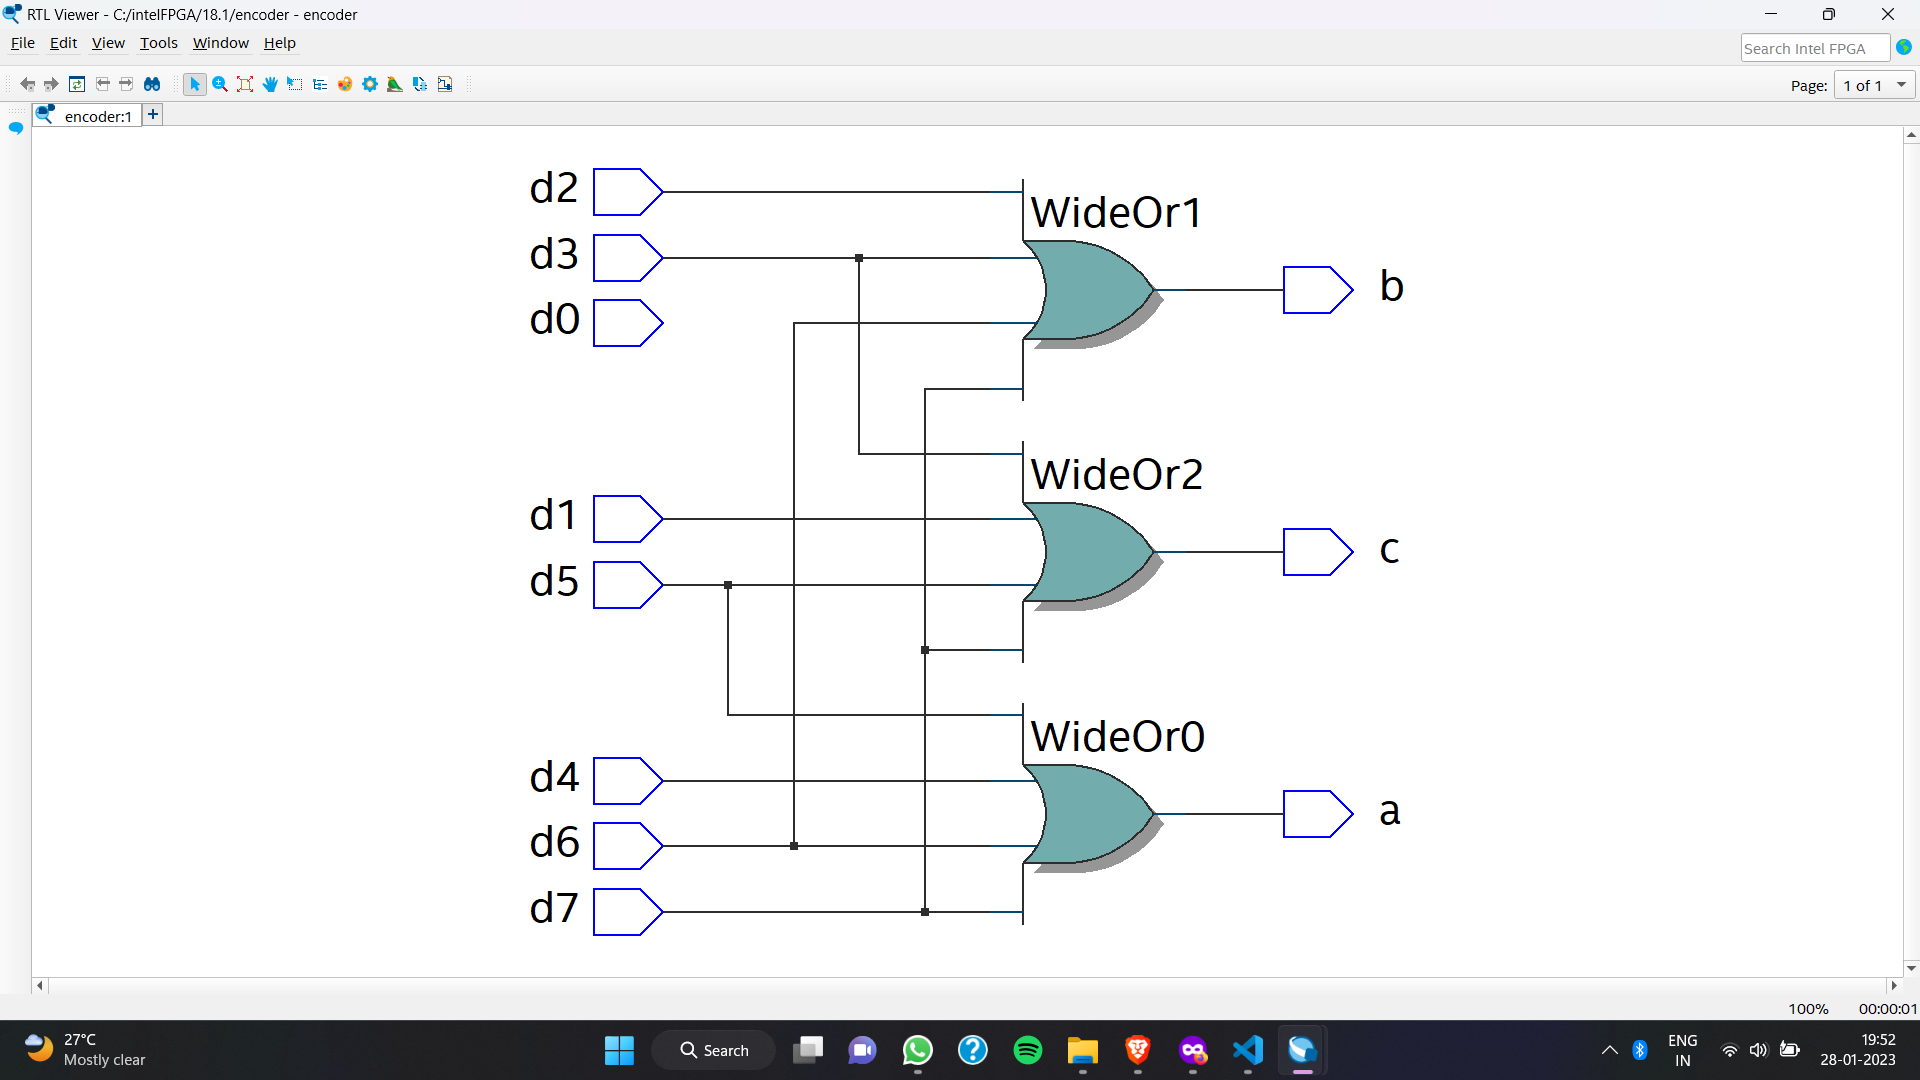 RTL Viewer - C:/intelFPGA/18.1/encoder - encoder
File Edit View Tools Window Help
Search Intel FPGA
Page: 1 of 1
encoder:1 +
d2
WideOr1
d3
b
d0
WideOr2
d1
c
d5
WideOr0
d4
a
d6
d7
100% 00:00:01
27°C
Mostly clear
Search
ENG
IN
19:52
28-01-2023